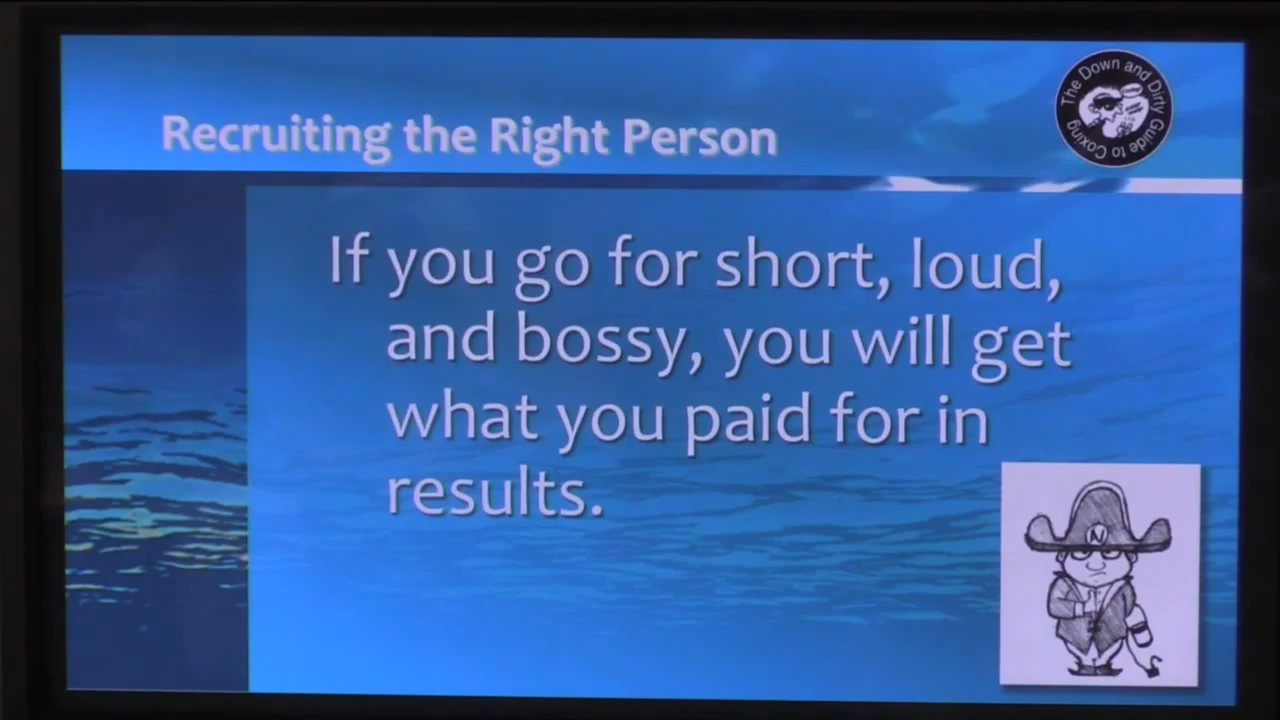 Recruiting the Right Person
The Down and Dirty Guide to Coxing
If you go for short, loud,
and bossy, you will get
what you paid for in
results.
N